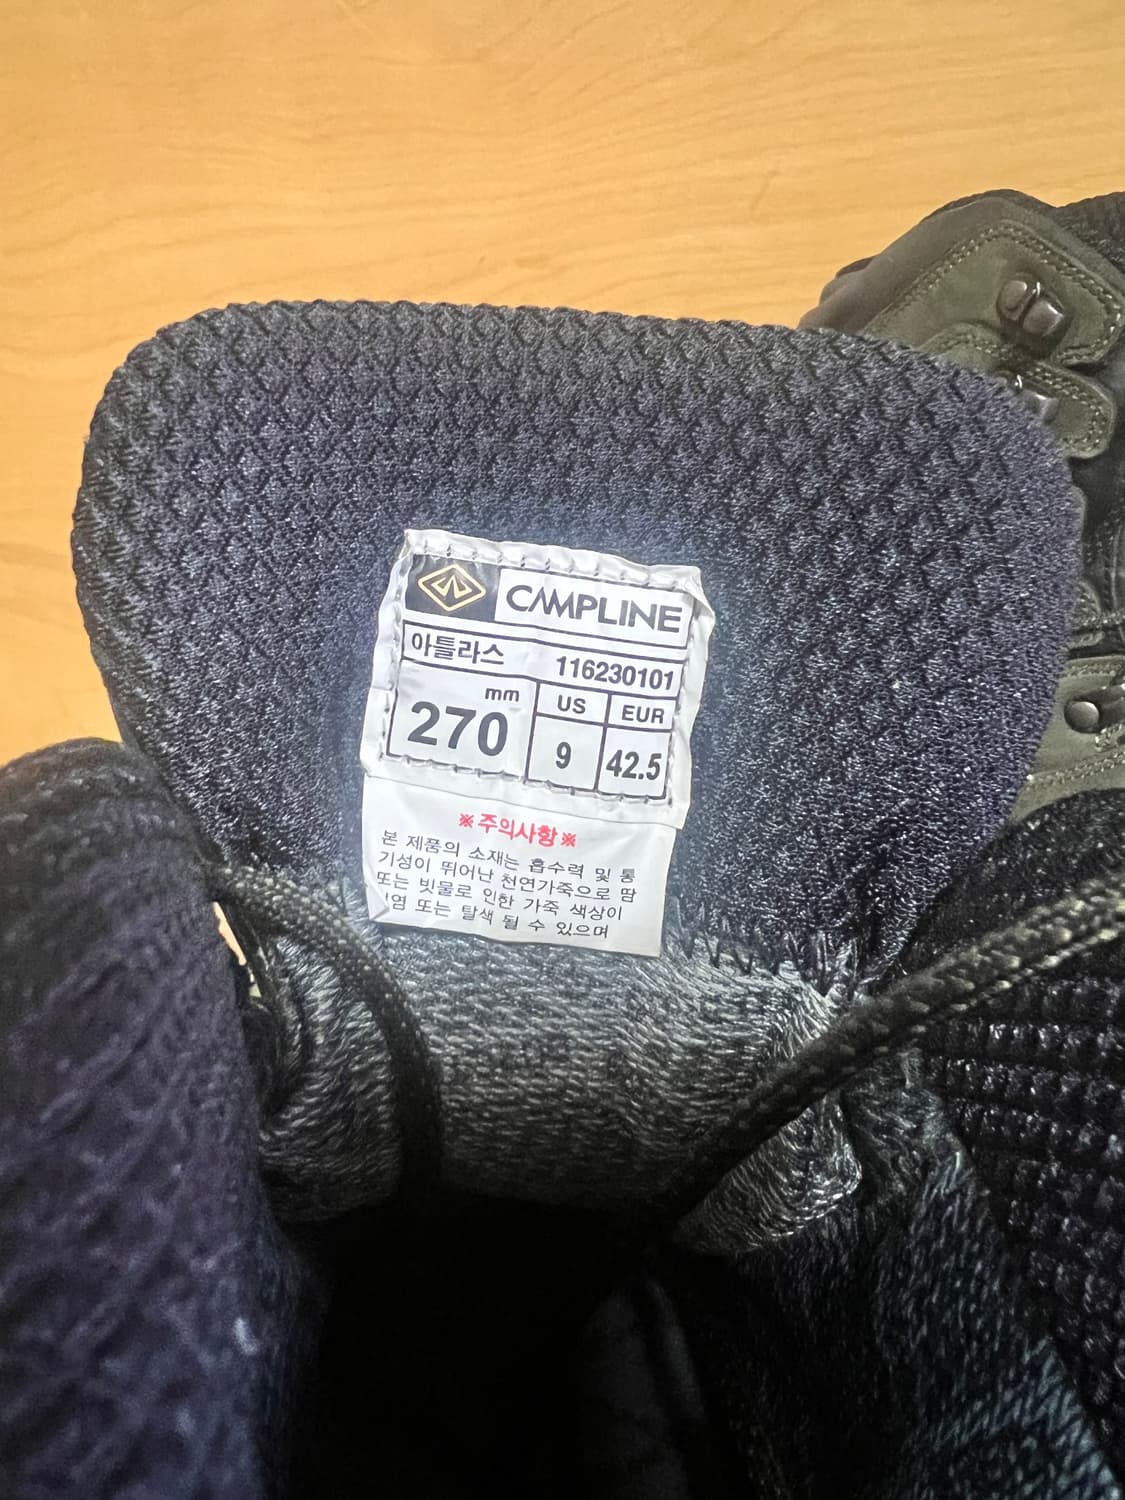 CAMPLINE
아틀라스 116230101
mm US EUR
270 9 42.5
※주의사항※
본 제품의 소재는 흡수력 및 통
기성이 뛰어난 천연가죽으로 땀
또는 빗물로 인한 가죽 색상이
염 또는 탈색 될 수 있으며